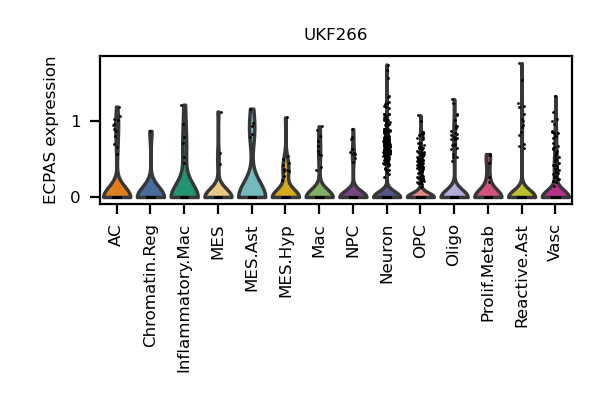 UKF266
ECPAS expression
1
0
AC
Chromatin.Reg
Inflammatory.Mac
MES
MES.Ast
MES.Hyp
Mac
NPC
Neuron
OPC
Oligo
Prolif.Metab
Reactive.Ast
Vasc